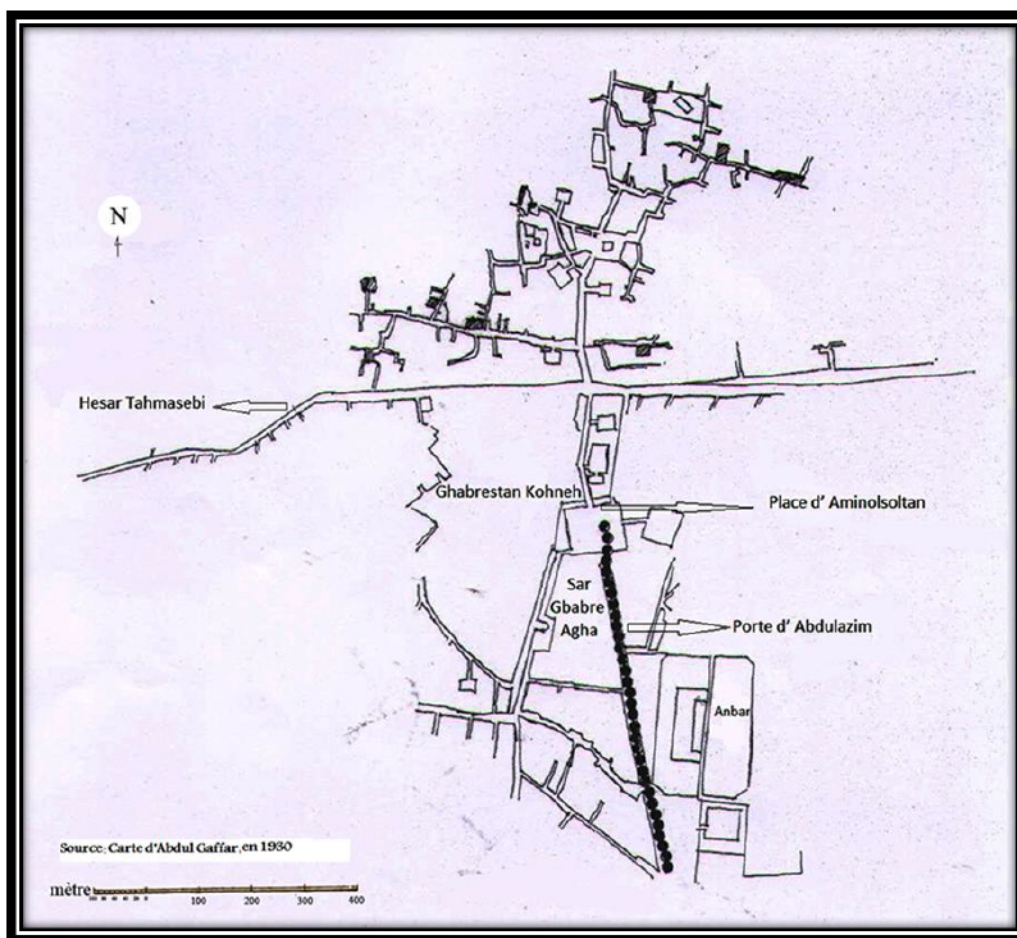 N
Hesar Tahmasebi
Ghabrestan Kohneh
Place d' Aminolsoltan
Sar
Gbabre
Agha
Porte d' Abdulazim
Anbar
Source: Carte d'Abdul Gaffar, en 1930
mètre
100 200 300 400